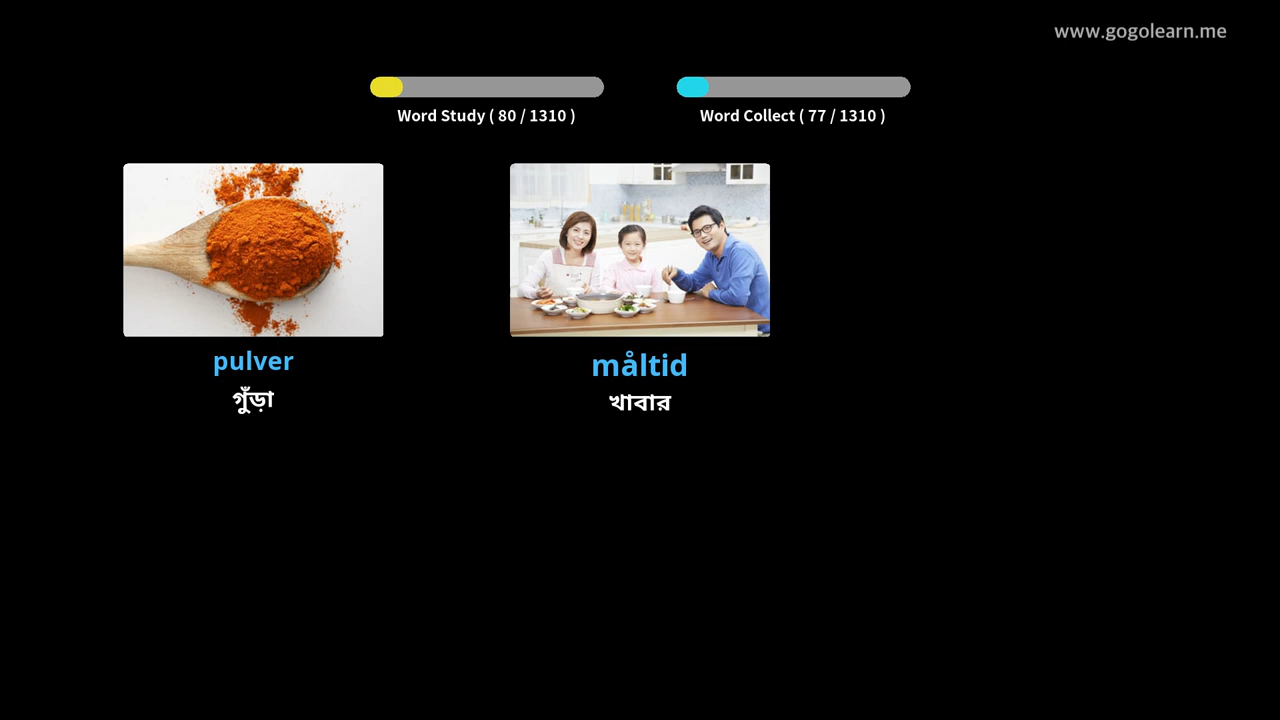 www.gogolearn.me
Word Study ( 80 / 1310 )
Word Collect ( 77 / 1310 )
pulver
গুঁড়া
måltid
খাবার